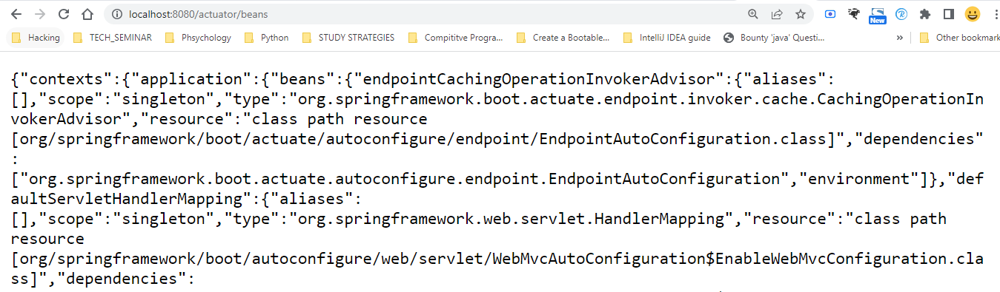 localhost:8080/actuator/beans
New
Hacking TECH_SEMINAR Phsychology Python STUDY STRATEGIES Compititve Progra... Create a Bootable... IntelliJ IDEA guide Bounty 'java' Questi... » Other bookmark
{"contexts":{"application":{"beans":{"endpointCachingOperationInvokerAdvisor":{"aliases":
[],"scope":"singleton","type":"org.springframework.boot.actuate.endpoint.invoker.cache.CachingOperationIn
vokerAdvisor","resource":"class path resource
[org/springframework/boot/actuate/autoconfigure/endpoint/EndpointAutoConfiguration.class]","dependencies"
:
["org.springframework.boot.actuate.autoconfigure.endpoint.EndpointAutoConfiguration","environment"]},"def
aultServletHandlerMapping":{"aliases":
[],"scope":"singleton","type":"org.springframework.web.servlet.HandlerMapping","resource":"class path
resource
[org/springframework/boot/autoconfigure/web/servlet/WebMvcAutoConfiguration$EnableWebMvcConfiguration.cla
ss]","dependencies":